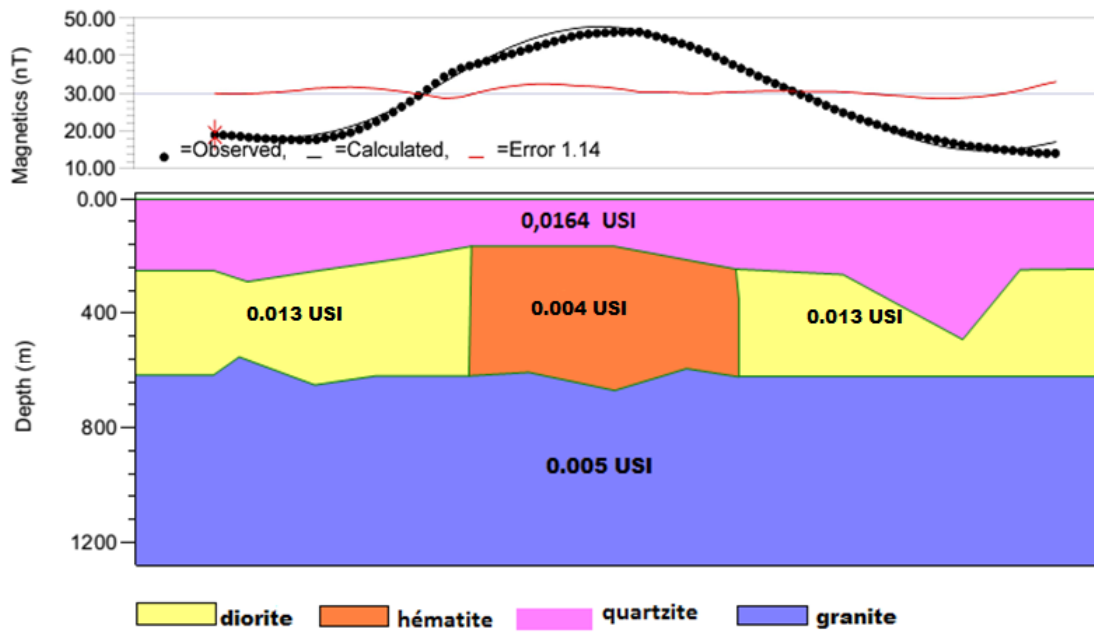 50.00
40.00
30.00
20.00
10.00
Magnetics (nT)
=Observed, =Calculated, =Error 1.14
0.00
400
800
1200
Depth (m)
0,0164 USI
0.013 USI
0.004 USI
0.013 USI
0.005 USI
diorite hématite quartzite granite